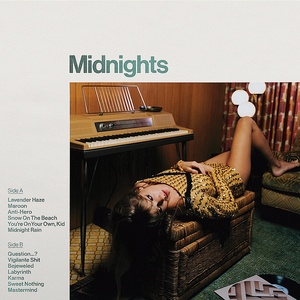 Midnights
Side A
Lavender Haze
Maroon
Anti-Hero
Snow On The Beach
You're On Your Own, Kid
Midnight Rain
Side B
Question...?
Vigilante Shit
Bejeweled
Labyrinth
Karma
Sweet Nothing
Mastermind